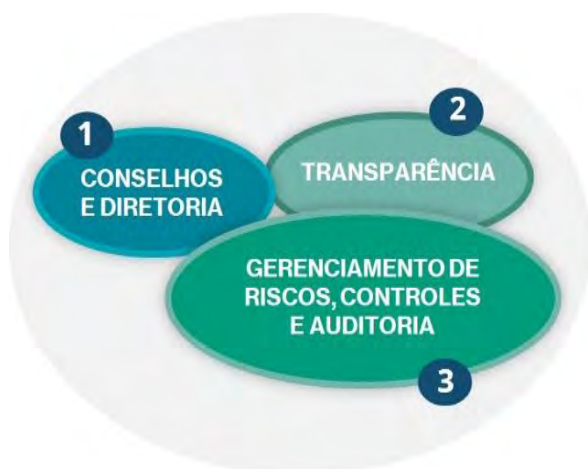 1
CONSELHOS
E DIRETORIA
2
TRANSPARÊNCIA
GERENCIAMENTO DE
RISCOS, CONTROLES
E AUDITORIA
3